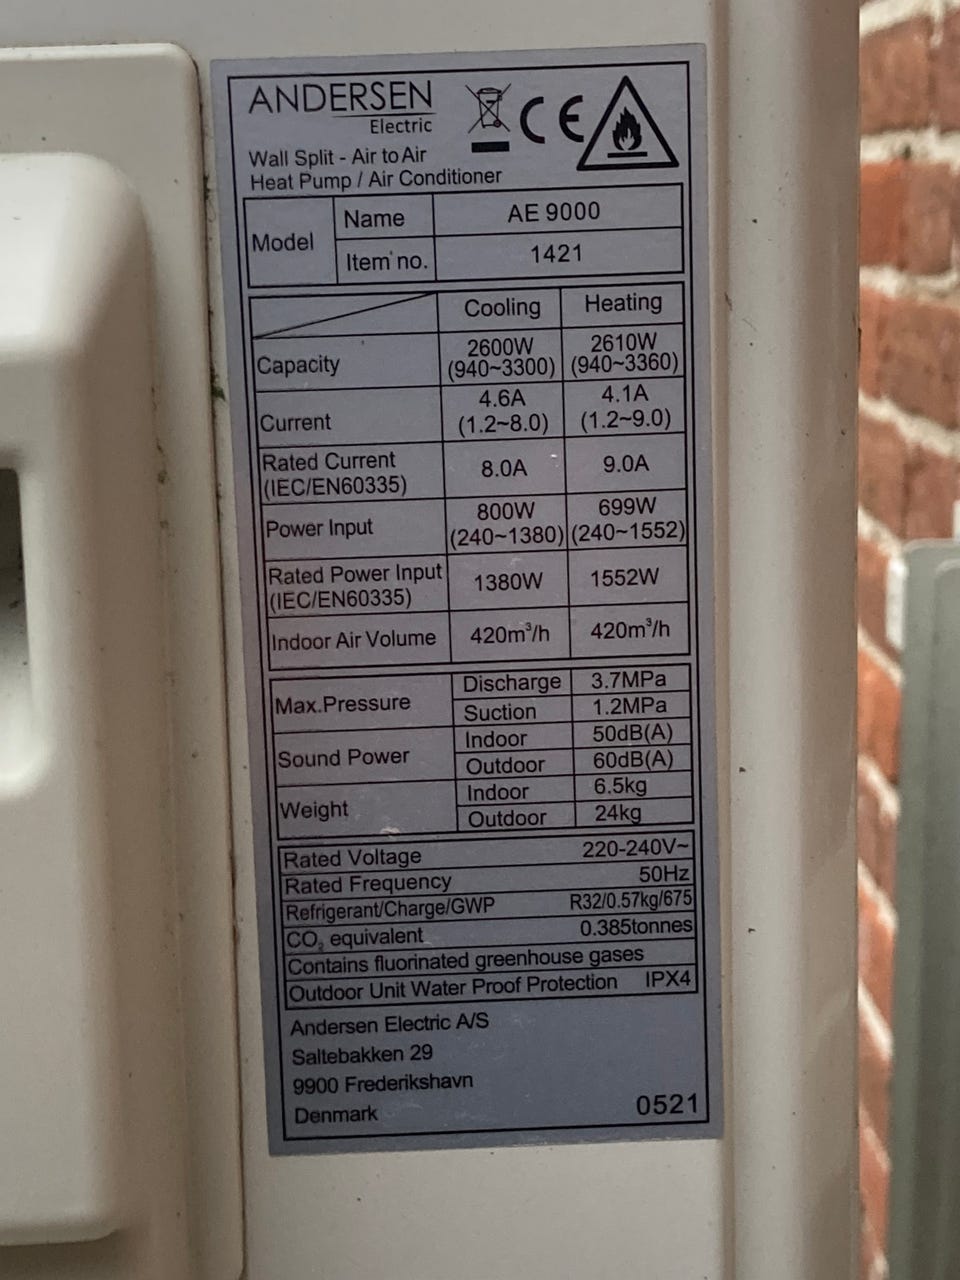 ANDERSEN
Electric
CE
Wall Split - Air to Air
Heat Pump / Air Conditioner
Model Name AE 9000
Item no. 1421
Cooling Heating
Capacity 2600W (940~3300) 2610W (940~3360)
Current 4.6A (1.2~8.0) 4.1A (1.2~9.0)
Rated Current (IEC/EN60335) 8.0A 9.0A
Power Input 800W (240~1380) 699W (240~1552)
Rated Power Input (IEC/EN60335) 1380W 1552W
Indoor Air Volume 420m³/h 420m³/h
Max.Pressure Discharge 3.7MPa
Suction 1.2MPa
Sound Power Indoor 50dB(A)
Outdoor 60dB(A)
Weight Indoor 6.5kg
Outdoor 24kg
Rated Voltage 220-240V~
Rated Frequency 50Hz
Refrigerant/Charge/GWP R32/0.57kg/675
CO₂ equivalent 0.385tonnes
Contains fluorinated greenhouse gases
Outdoor Unit Water Proof Protection IPX4
Andersen Electric A/S
Saltebakken 29
9900 Frederikshavn
Denmark 0521